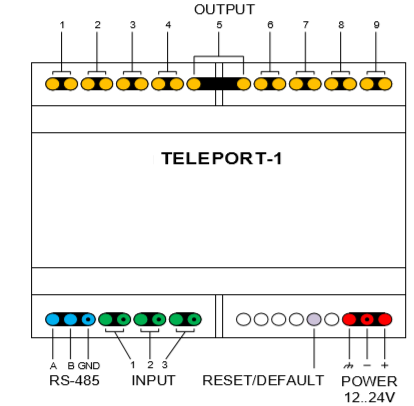 OUTPUT
1 2 3 4 5 6 7 8 9
TELEPORT-1
A B GND 1 2 3 - +
RS-485 INPUT RESET/DEFAULT POWER
12..24V